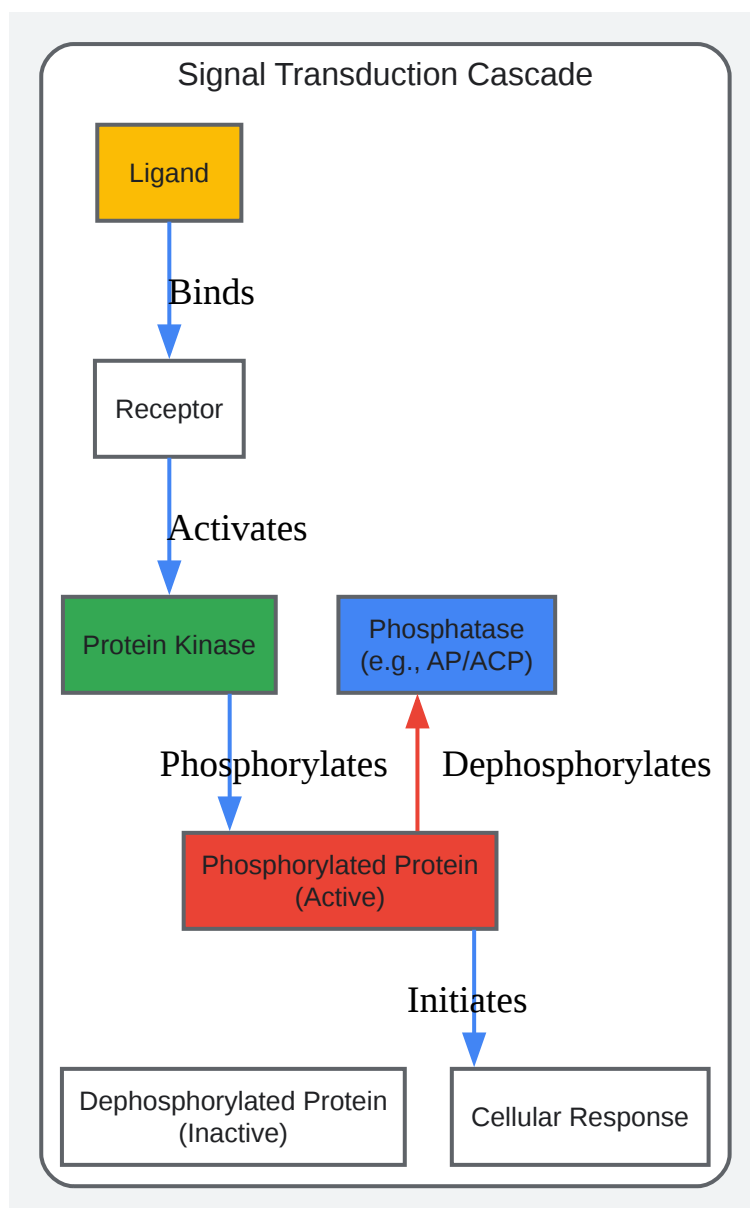 Signal Transduction Cascade
Ligand
Binds
Receptor
Activates
Protein Kinase
Phosphatase
(e.g., AP/ACP)
Phosphorylates
Dephosphorylates
Phosphorylated Protein
(Active)
Initiates
Dephosphorylated Protein
(Inactive)
Cellular Response